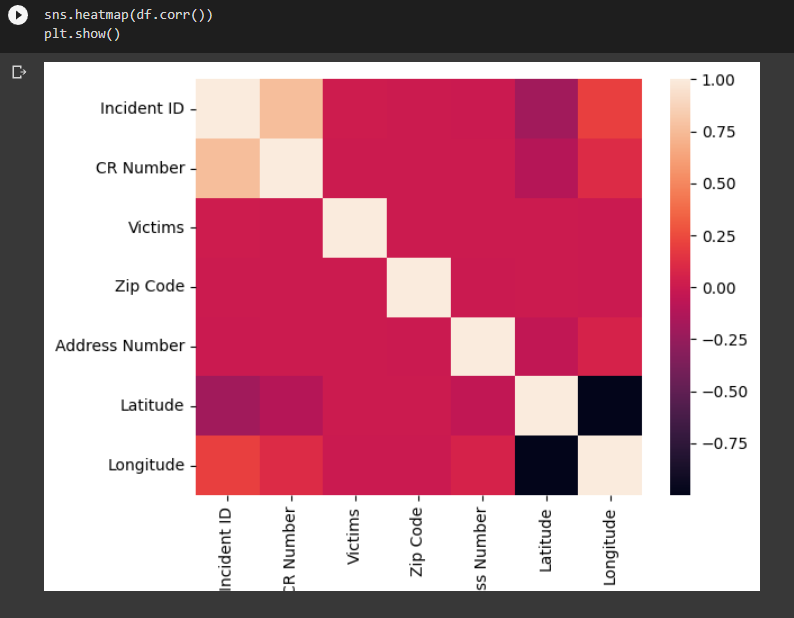 sns.heatmap(df.corr())
plt.show()
Incident ID
CR Number
Victims
Zip Code
Address Number
Latitude
Longitude
1.00
0.75
0.50
0.25
0.00
−0.25
−0.50
−0.75
Incident ID
CR Number
Victims
Zip Code
ss Number
Latitude
Longitude